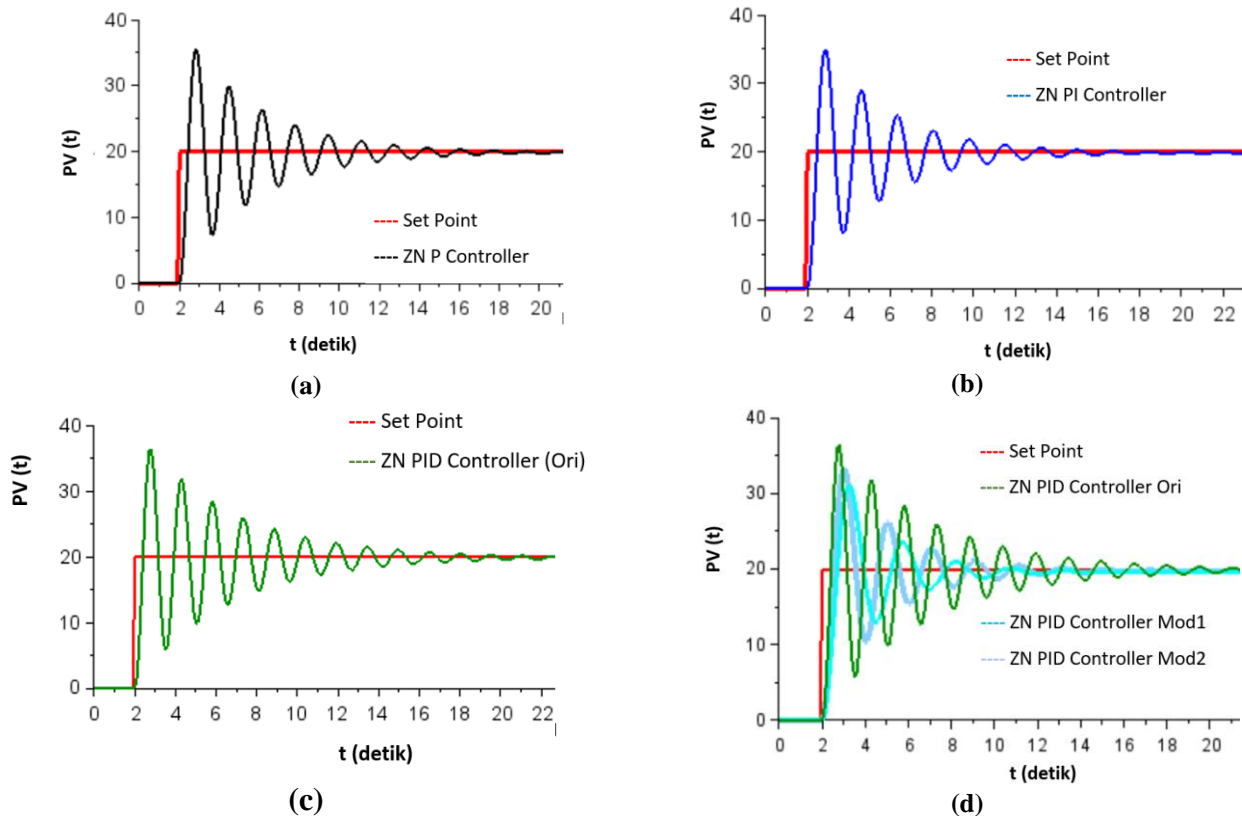 40
30
20
10
0
PV (t)
Set Point
ZN P Controller
0 2 4 6 8 10 12 14 16 18 20
t (detik)
(a)
40
30
20
10
0
PV (t)
Set Point
ZN PI Controller
0 2 4 6 8 10 12 14 16 18 20 22
t (detik)
(b)
40
30
20
10
0
PV (t)
Set Point
ZN PID Controller (Ori)
0 2 4 6 8 10 12 14 16 18 20 22
t (detik)
(c)
40
30
20
10
0
PV (t)
Set Point
ZN PID Controller Ori
ZN PID Controller Mod1
ZN PID Controller Mod2
0 2 4 6 8 10 12 14 16 18 20
t (detik)
(d)